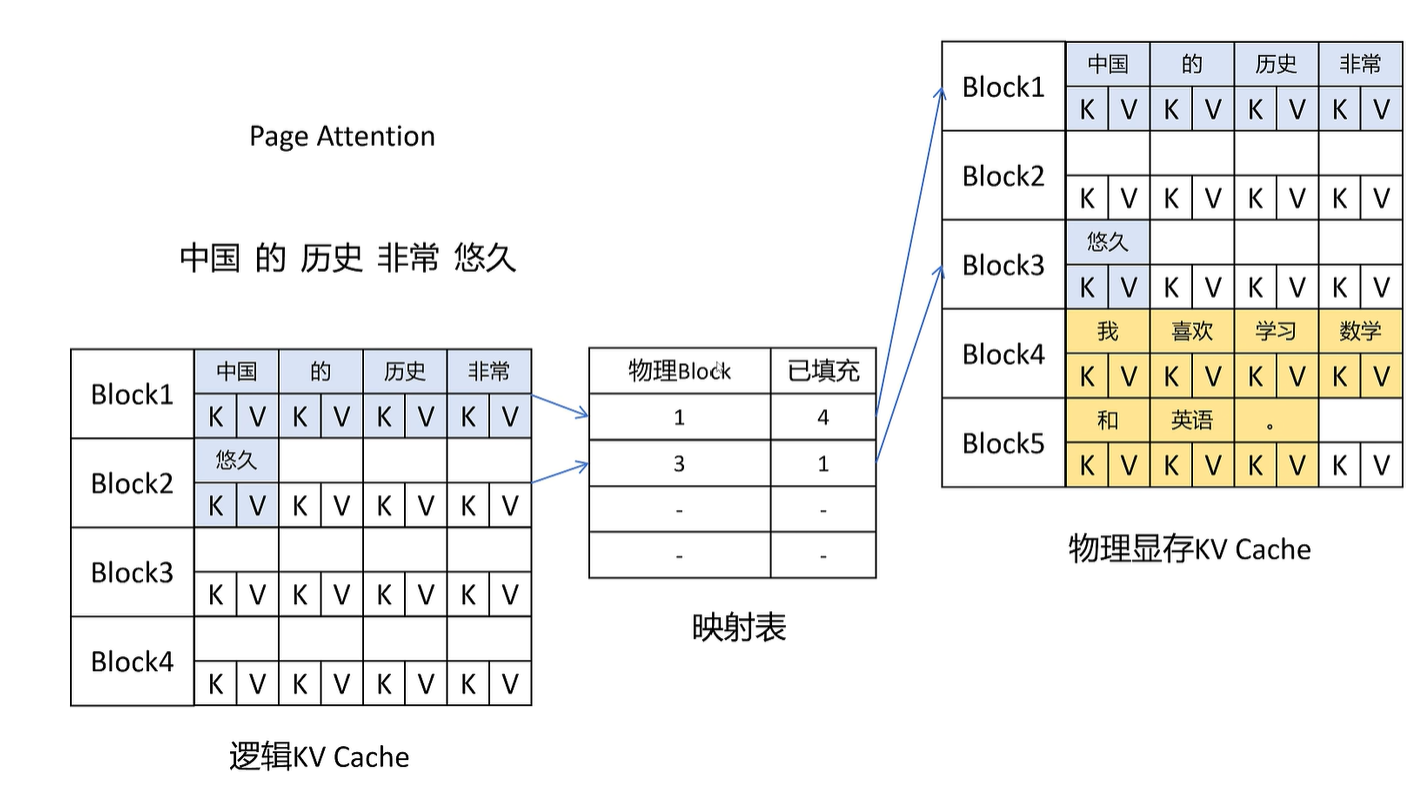 Page Attention
中国 的 历史 非常 悠久
Block1
中国 的 历史 非常
K V K V K V K V
Block2
悠久
K V K V K V K V
Block3
K V K V K V K V
Block4
K V K V K V K V
逻辑KV Cache
物理Block 已填充
1 4
3 1
- -
- -
映射表
Block1
中国 的 历史 非常
K V K V K V K V
Block2
K V K V K V K V
Block3
悠久
K V K V K V K V
Block4
我 喜欢 学习 数学
K V K V K V K V
Block5
和 英语 。
K V K V K V K V
物理显存KV Cache